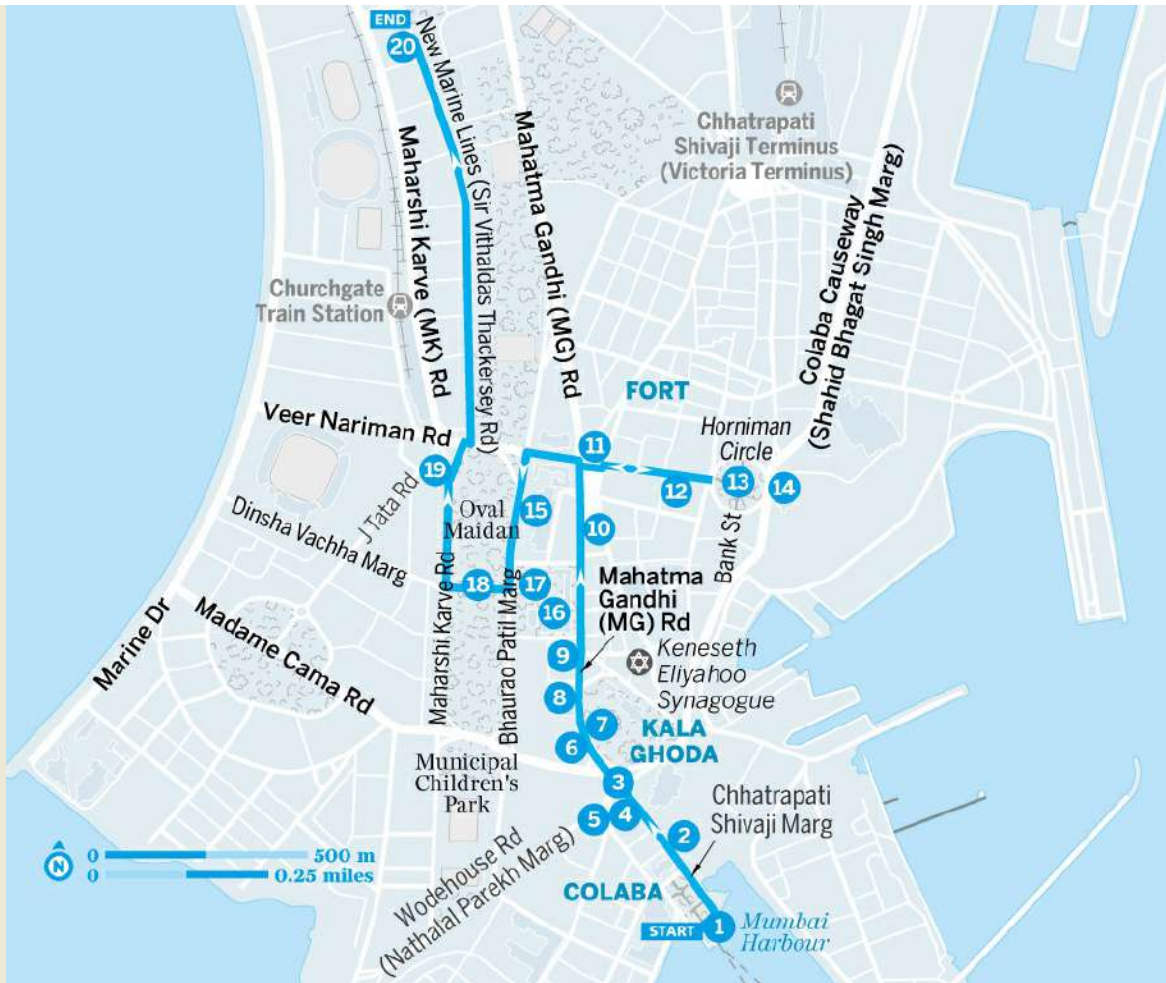 END
20
New Marine Lines (Sir Vithaldas Thackersey Rd)
Maharshi Karve (MK) Rd
Mahatma Gandhi (MG) Rd
Chhatrapati
Shivaji Terminus
(Victoria Terminus)
Colaba Causeway
(Shahid Bhagat Singh Marg)
Churchgate
Train Station
FORT
Veer Nariman Rd
Horniman
Circle
11
19
13
14
12
J Tata Rd
Oval
Maidan
15
10
Dinsha Vachha Marg
Bank St
18
17
16
Mahatma
Gandhi
(MG) Rd
Marine Dr
Madame Cama Rd
Maharshi Karve Rd
Bhaurao Patil Marg
9
Keneseth
Eliyahoo
Synagogue
8
7
KALA
GHODA
6
Municipal
Children's
Park
3
4
5
2
Chhatrapati
Shivaji Marg
Wodehouse Rd
(Nathalal Parekh Marg)
N
0 500 m
0 0.25 miles
COLABA
START
1
Mumbai
Harbour